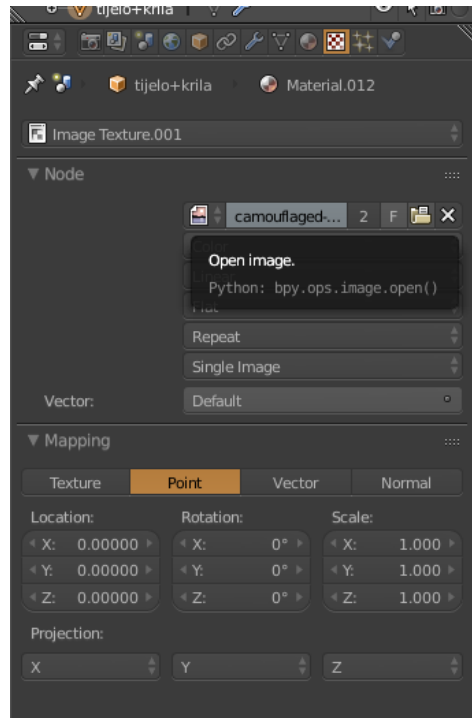 tijelo+krila
tijelo+krila Material.012
Image Texture.001
Node
camouflaged-... 2 F
Color
Open image.
Python: bpy.ops.image.open()
Flat
Repeat
Single Image
Vector: Default
Mapping
Texture Point Vector Normal
Location: Rotation: Scale:
X: 0.00000 X: 0° X: 1.000
Y: 0.00000 Y: 0° Y: 1.000
Z: 0.00000 Z: 0° Z: 1.000
Projection:
X Y Z